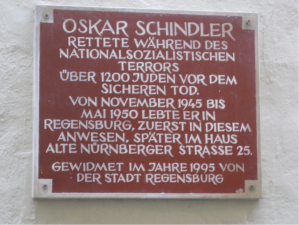 OSKAR SCHINDLER
RETTETE WÄHREND DES
NATIONALSOZIALISTISCHEN
TERRORS
ÜBER 1200 JUDEN VOR DEM
SICHEREN TOD.
VON NOVEMBER 1945 BIS
MAI 1950 LEBTE ER IN
REGENSBURG, ZUERST IN DIESEM
ANWESEN, SPÄTER IM HAUS
ALTE NÜRNBERGER STRASSE 25.
GEWIDMET IM JAHRE 1995 VON
DER STADT REGENSBURG